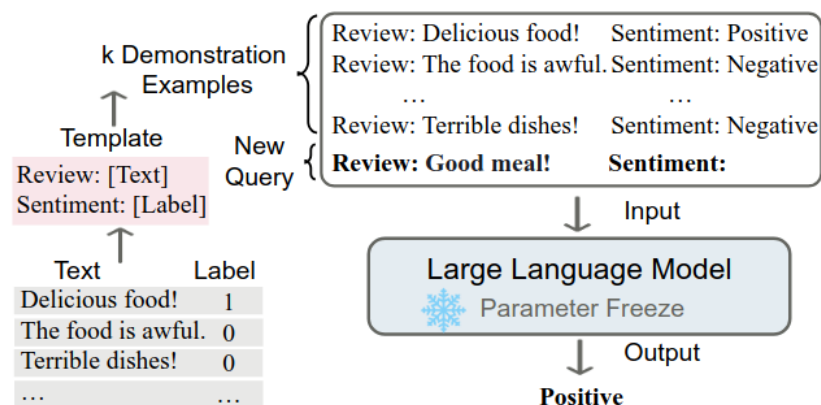 k Demonstration
Examples
Review: Delicious food! Sentiment: Positive
Review: The food is awful. Sentiment: Negative
... ...
Review: Terrible dishes! Sentiment: Negative
New
Query
Review: Good meal! Sentiment:
Template
Review: [Text]
Sentiment: [Label]
Text Label
Delicious food! 1
The food is awful. 0
Terrible dishes! 0
... ...
Input
Large Language Model
Parameter Freeze
Output
Positive